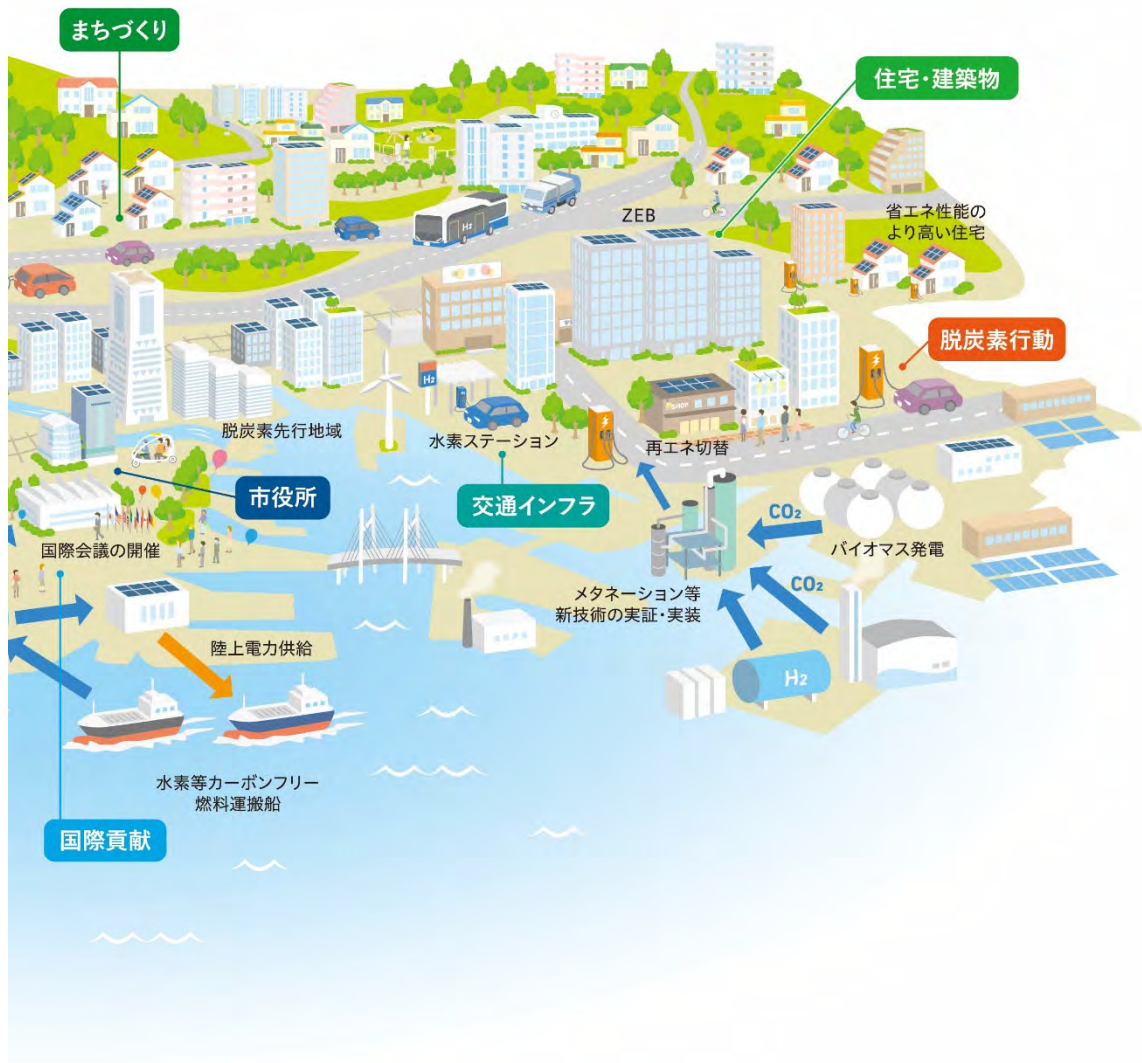 まちづくり
住宅・建築物
H2
ZEB
省エネ性能の
より高い住宅
脱炭素行動
H2
SHOP
脱炭素先行地域
水素ステーション
再エネ切替
市役所
交通インフラ
CO2
国際会議の開催
バイオマス発電
CO2
メタネーション等
新技術の実証・実装
陸上電力供給
H2
水素等カーボンフリー
燃料運搬船
国際貢献